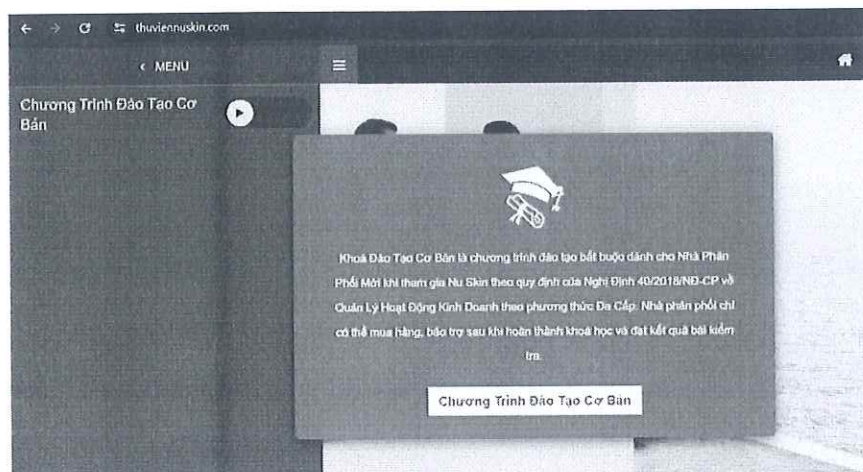 thuviennuskin.com
‹ MENU
Chương Trình Đào Tạo Cơ
Bản
Khoá Đào Tạo Cơ Bản là chương trình đào tạo bắt buộc dành cho Nhà Phân
Phối Mới khi tham gia Nu Skin theo quy định của Nghị Định 40/2018/NĐ-CP về
Quản Lý Hoạt Động Kinh Doanh theo phương thức Đa Cấp. Nhà phân phối chỉ
có thể mua hàng, bảo trợ sau khi hoàn thành khoá học và đạt kết quả bài kiểm
tra.
Chương Trình Đào Tạo Cơ Bản